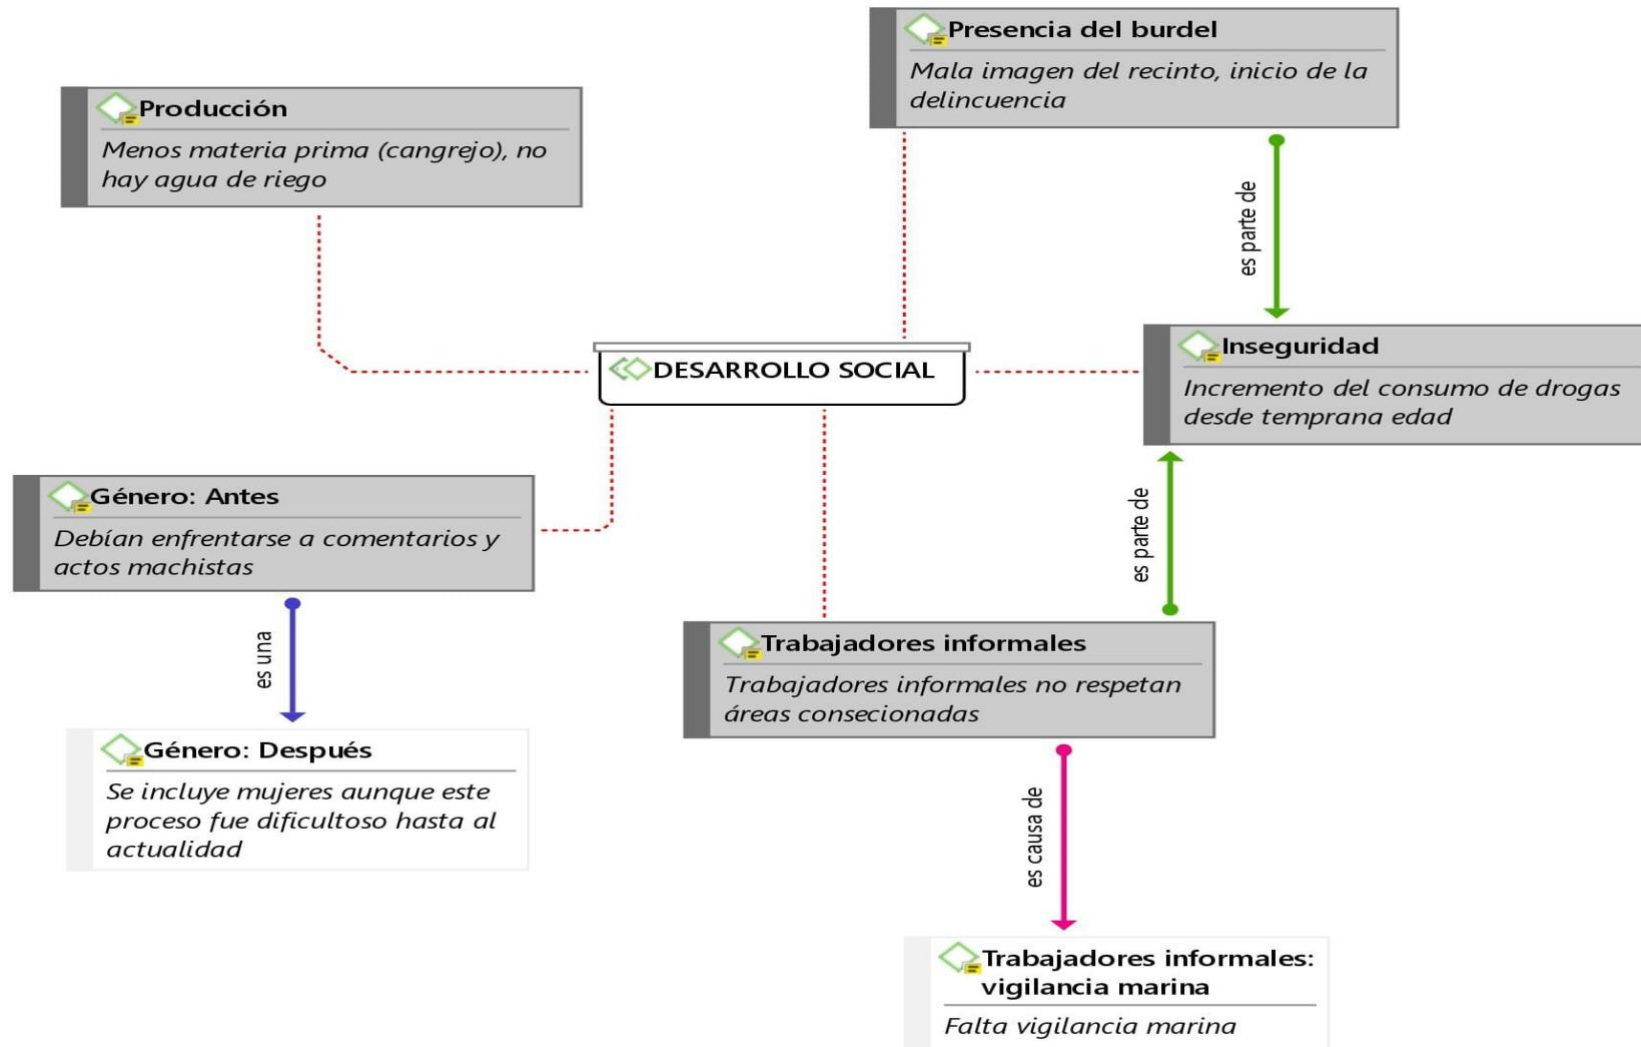 Presencia del burdel
Mala imagen del recinto, inicio de la
delincuencia
Producción
Menos materia prima (cangrejo), no
hay agua de riego
es parte de
DESARROLLO SOCIAL
Inseguridad
Incremento del consumo de drogas
desde temprana edad
Género: Antes
Debían enfrentarse a comentarios y
actos machistas
es parte de
es una
Trabajadores informales
Trabajadores informales no respetan
áreas consecionadas
Género: Después
Se incluye mujeres aunque este
proceso fue dificultoso hasta al
actualidad
es causa de
Trabajadores informales:
vigilancia marina
Falta vigilancia marina